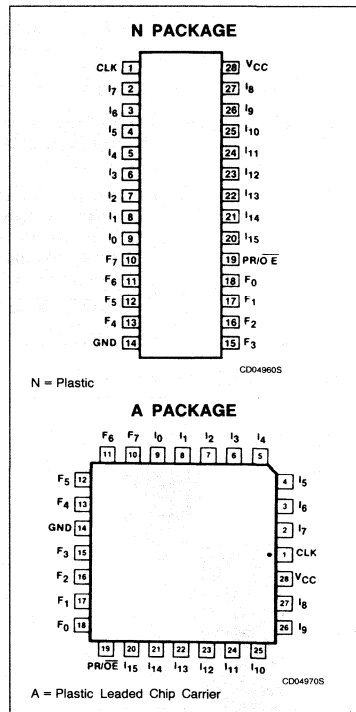 N PACKAGE
CLK 1 28 VCC
I7 2 27 I8
I6 3 26 I9
I5 4 25 I10
I4 5 24 I11
I3 6 23 I12
I2 7 22 I13
I1 8 21 I14
I0 9 20 I15
F7 10 19 PR/O̅E̅
F6 11 18 F0
F5 12 17 F1
F4 13 16 F2
GND 14 15 F3
CD04960S
N = Plastic
A PACKAGE
F6 F7 I0 I1 I2 I3 I4
11 10 9 8 7 6 5
F5 12 4 I5
F4 13 3 I6
GND 14 2 I7
F3 15 1 CLK
F2 16 28 VCC
F1 17 27 I8
F0 18 26 I9
19 20 21 22 23 24 25
PR/O̅E̅ I15 I14 I13 I12 I11 I10
CD04970S
A = Plastic Leaded Chip Carrier